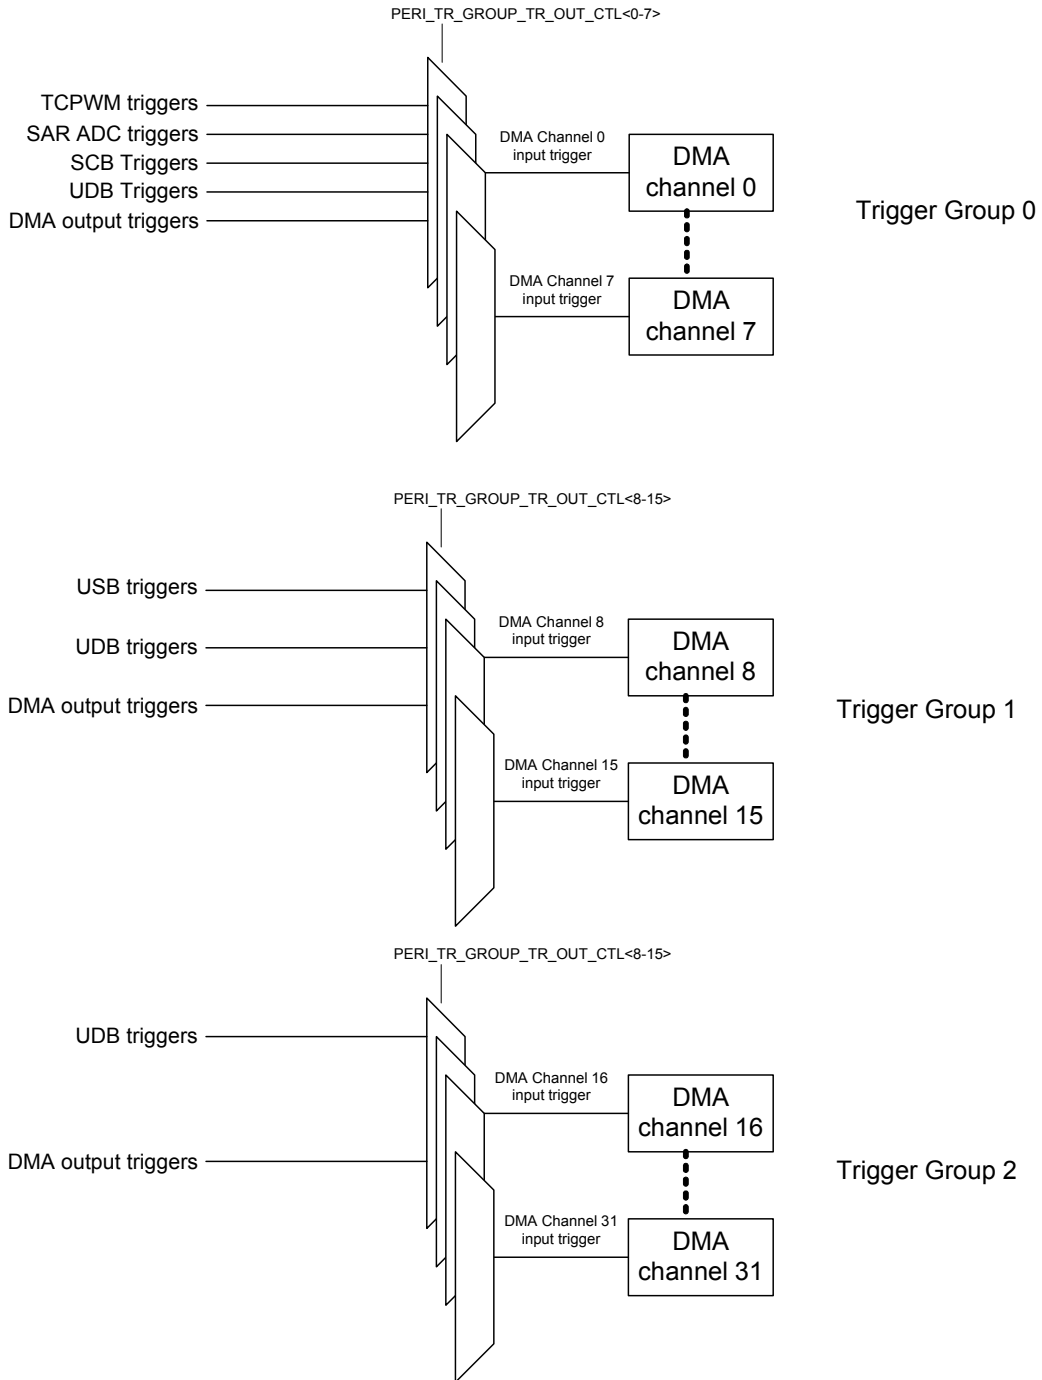 PERI_TR_GROUP_TR_OUT_CTL<0-7>
TCPWM triggers
SAR ADC triggers
SCB Triggers
UDB Triggers
DMA output triggers
DMA Channel 0
input trigger
DMA
channel 0
Trigger Group 0
DMA Channel 7
input trigger
DMA
channel 7
PERI_TR_GROUP_TR_OUT_CTL<8-15>
USB triggers
UDB triggers
DMA output triggers
DMA Channel 8
input trigger
DMA
channel 8
Trigger Group 1
DMA Channel 15
input trigger
DMA
channel 15
PERI_TR_GROUP_TR_OUT_CTL<8-15>
UDB triggers
DMA output triggers
DMA Channel 16
input trigger
DMA
channel 16
Trigger Group 2
DMA Channel 31
input trigger
DMA
channel 31